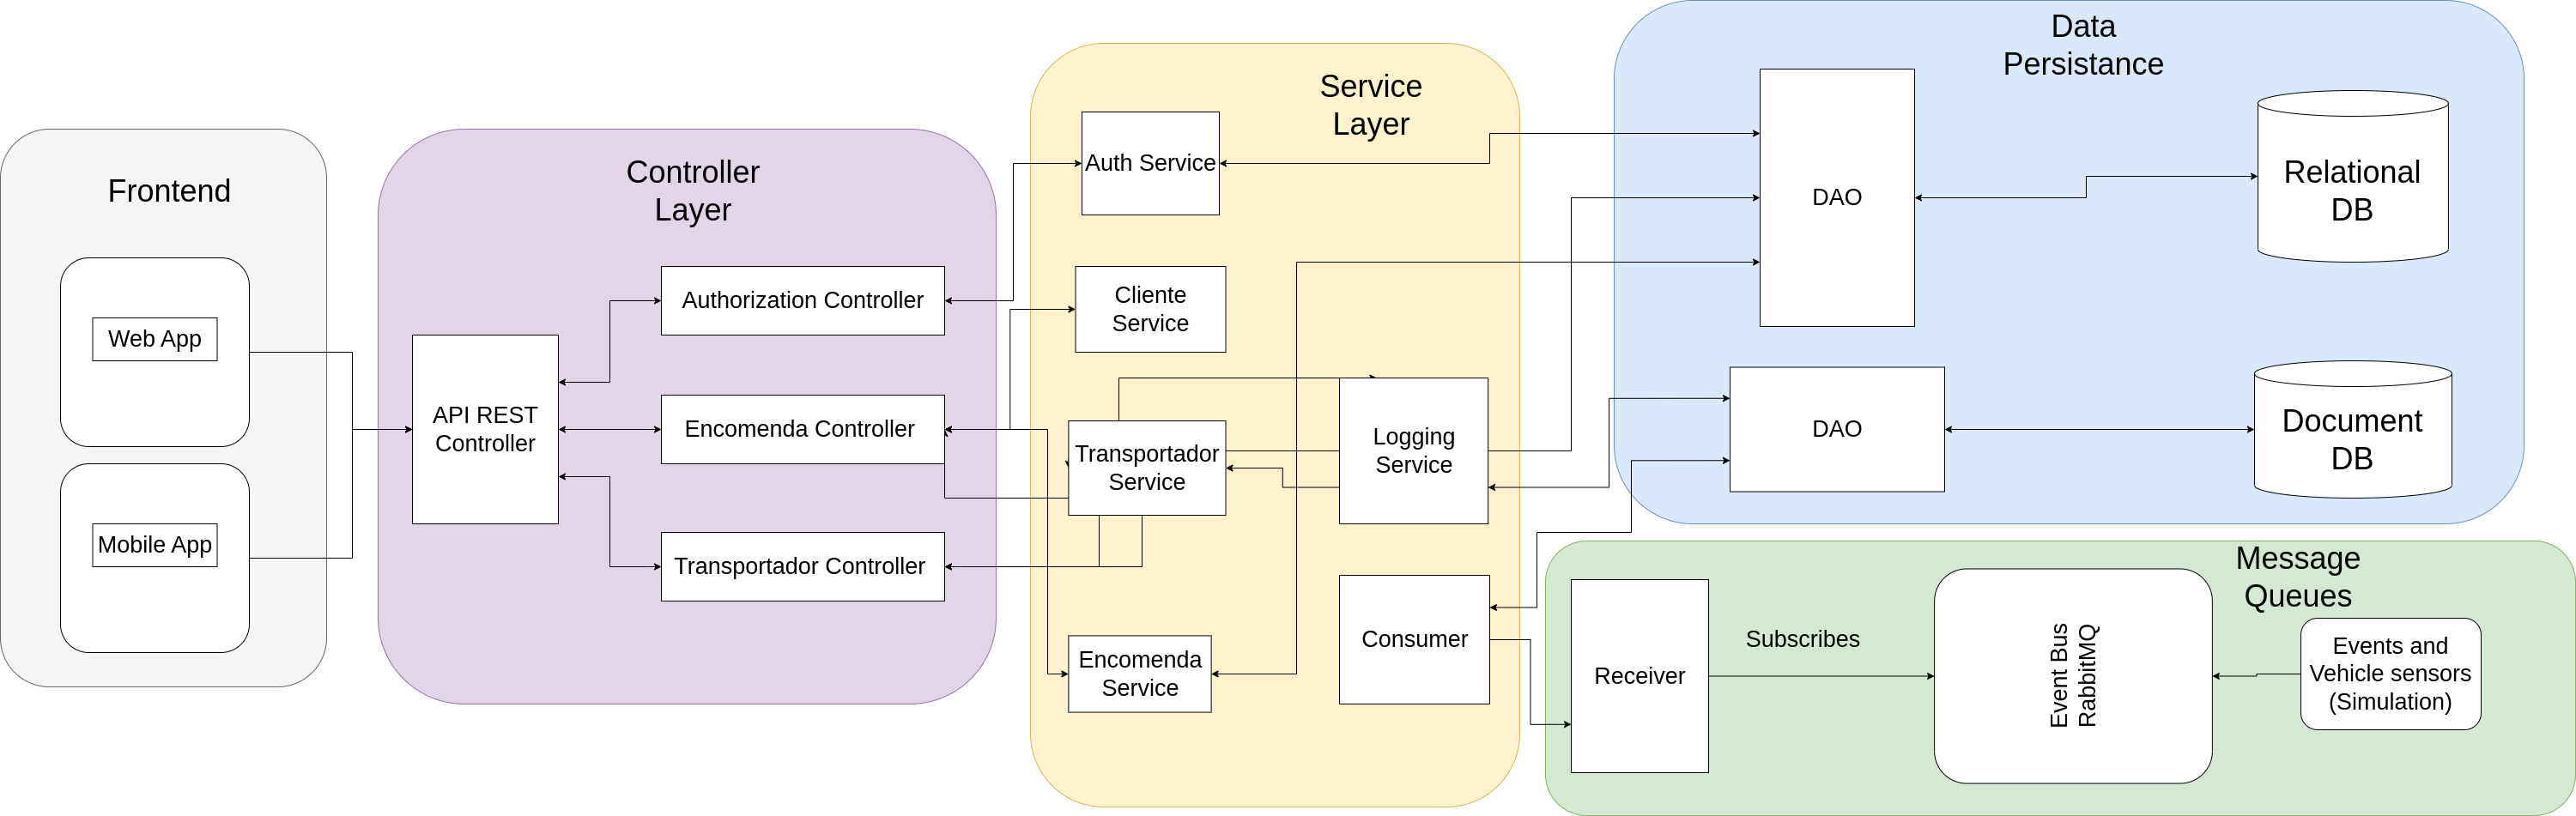 Frontend
Web App
Mobile App
Controller
Layer
API REST
Controller
Authorization Controller
Encomenda Controller
Transportador Controller
Service
Layer
Auth Service
Cliente
Service
Transportador
Service
Logging
Service
Encomenda
Service
Consumer
Data
Persistance
DAO
Relational
DB
DAO
Document
DB
Message
Queues
Receiver
Subscribes
Event Bus
RabbitMQ
Events and
Vehicle sensors
(Simulation)